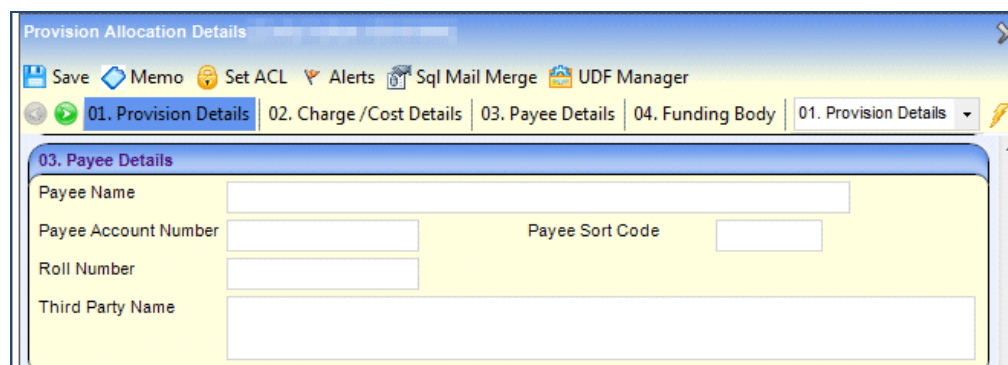 Provision Allocation Details
Save Memo Set ACL Alerts Sql Mail Merge UDF Manager
01. Provision Details 02. Charge /Cost Details 03. Payee Details 04. Funding Body 01. Provision Details
03. Payee Details
Payee Name
Payee Account Number Payee Sort Code
Roll Number
Third Party Name